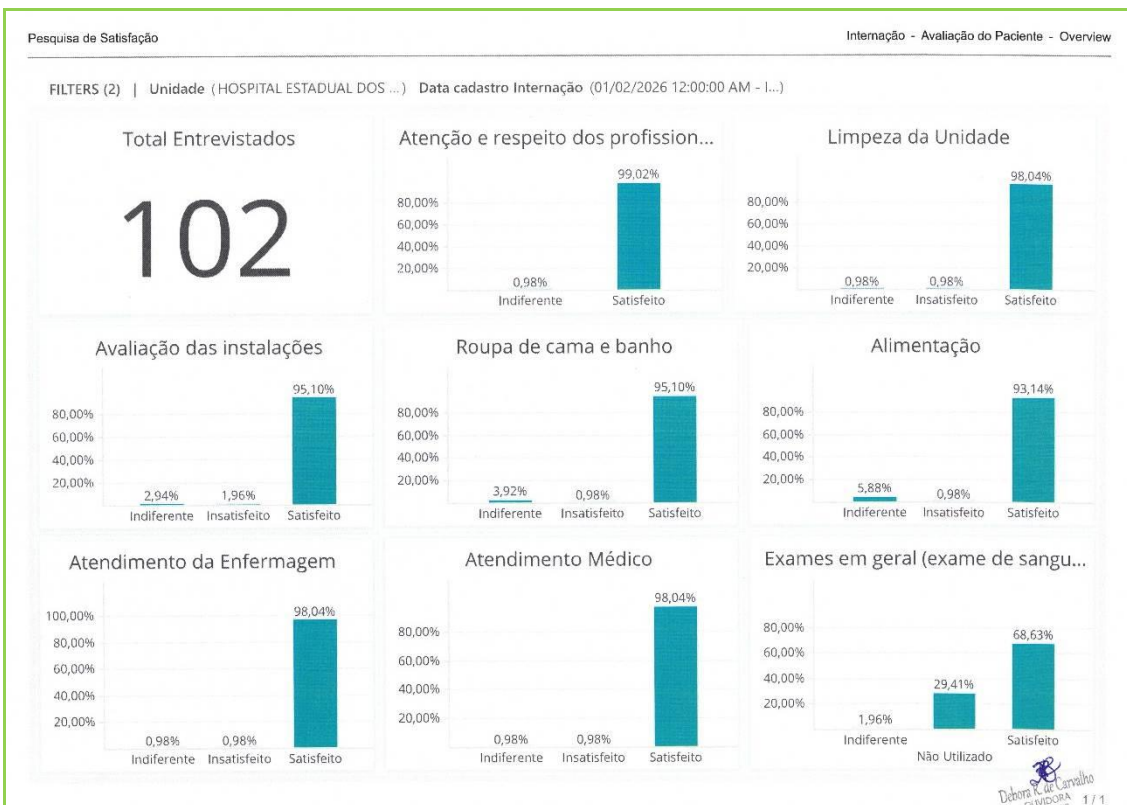 Pesquisa de Satisfação
Internação - Avaliação do Paciente - Overview
FILTERS (2) | Unidade (HOSPITAL ESTADUAL DOS ...) Data cadastro Internação (01/02/2026 12:00:00 AM - I...)
Total Entrevistados
102
Atenção e respeito dos profission...
99,02%
80,00%
60,00%
40,00%
20,00%
0,98%
Indiferente Satisfeito
Limpeza da Unidade
98,04%
80,00%
60,00%
40,00%
20,00%
0,98% 0,98%
Indiferente Insatisfeito Satisfeito
Avaliação das instalações
95,10%
80,00%
60,00%
40,00%
20,00%
2,94% 1,96%
Indiferente Insatisfeito Satisfeito
Roupa de cama e banho
95,10%
80,00%
60,00%
40,00%
20,00%
3,92% 0,98%
Indiferente Insatisfeito Satisfeito
Alimentação
93,14%
80,00%
60,00%
40,00%
20,00%
5,88% 0,98%
Indiferente Insatisfeito Satisfeito
Atendimento da Enfermagem
100,00%
98,04%
80,00%
60,00%
40,00%
20,00%
0,98% 0,98%
Indiferente Insatisfeito Satisfeito
Atendimento Médico
98,04%
80,00%
60,00%
40,00%
20,00%
0,98% 0,98%
Indiferente Insatisfeito Satisfeito
Exames em geral (exame de sangu...
80,00%
68,63%
60,00%
40,00%
29,41%
20,00%
1,96%
Indiferente Satisfeito
Não Utilizado
Débora R. de Carvalho
OUVIDORA
1 / 1